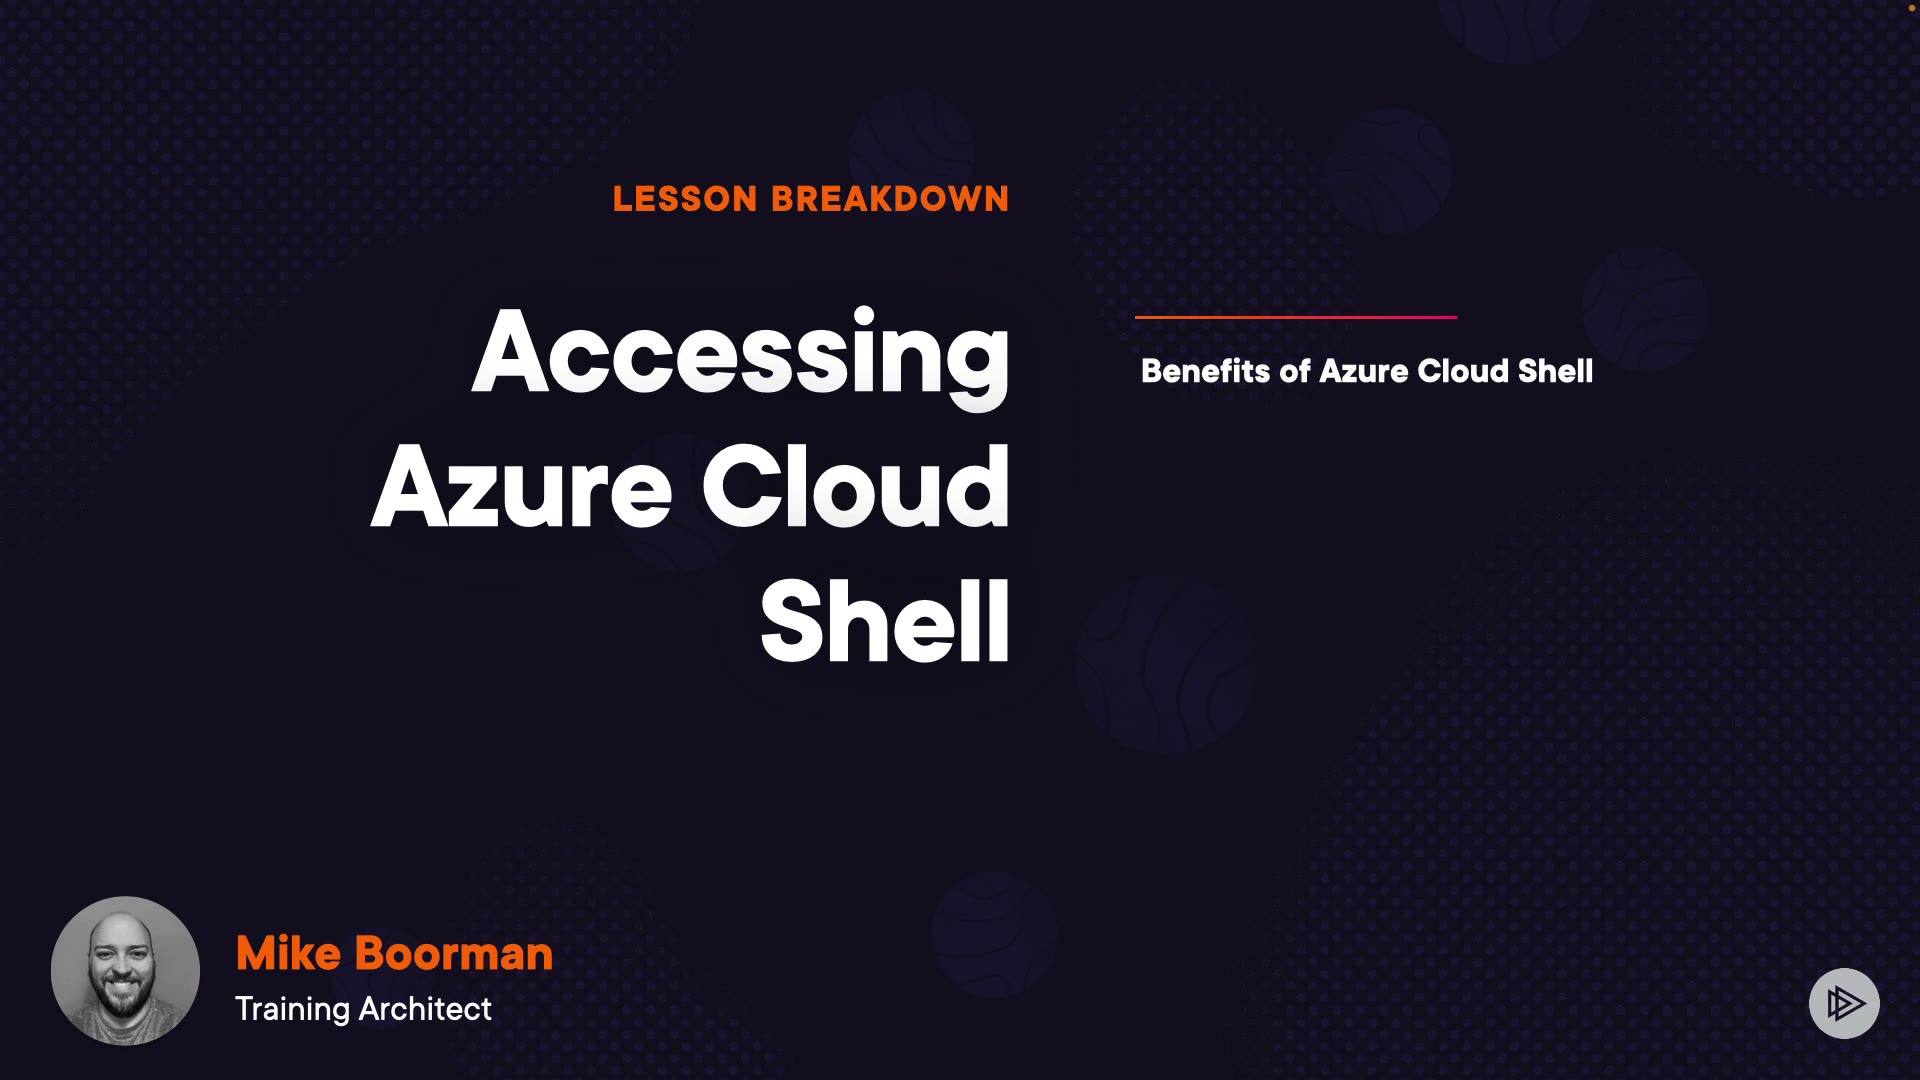 LESSON BREAKDOWN
Accessing
Azure Cloud
Shell
Benefits of Azure Cloud Shell
Mike Boorman
Training Architect